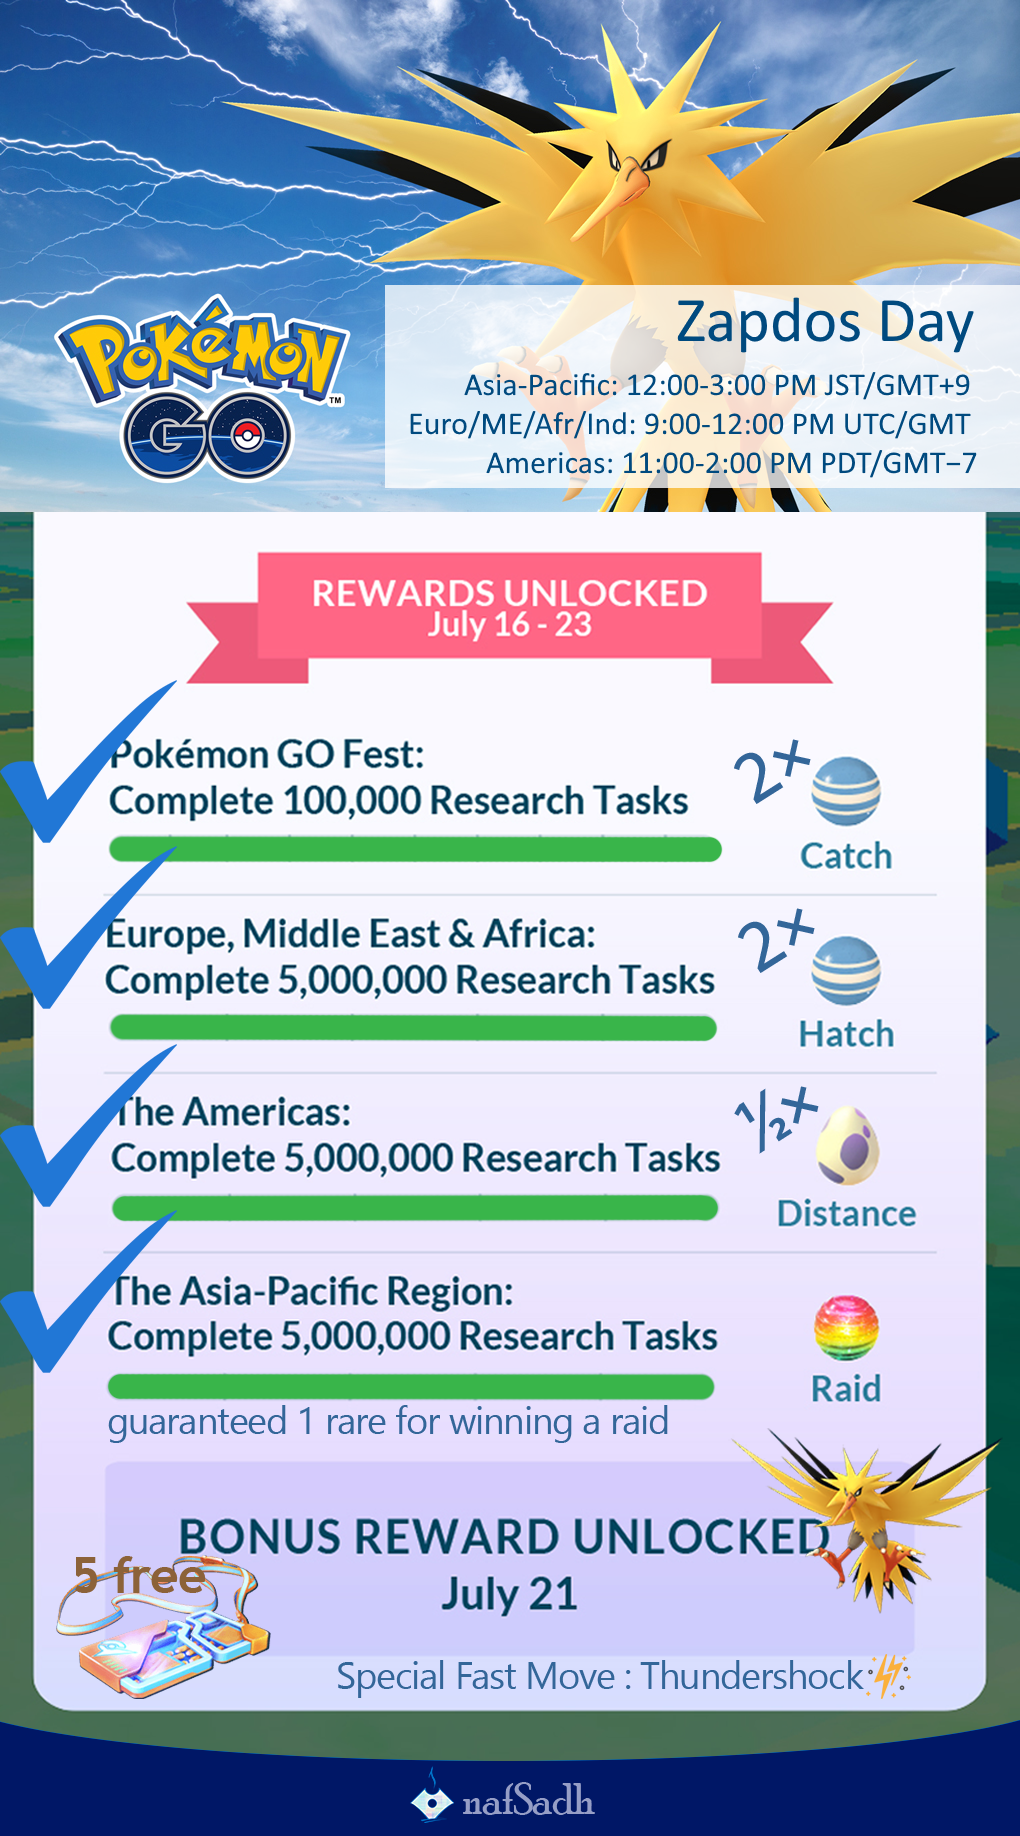 POKÉMON
GO
TM
Zapdos Day
Asia-Pacific: 12:00-3:00 PM JST/GMT+9
Euro/ME/Afr/Ind: 9:00-12:00 PM UTC/GMT
Americas: 11:00-2:00 PM PDT/GMT−7
REWARDS UNLOCKED
July 16 - 23
Pokémon GO Fest:
Complete 100,000 Research Tasks
2×
Catch
Europe, Middle East & Africa:
Complete 5,000,000 Research Tasks
2×
Hatch
The Americas:
Complete 5,000,000 Research Tasks
½×
Distance
The Asia-Pacific Region:
Complete 5,000,000 Research Tasks
Raid
guaranteed 1 rare for winning a raid
BONUS REWARD UNLOCKED
July 21
5 free
Special Fast Move : Thundershock
nafSadh